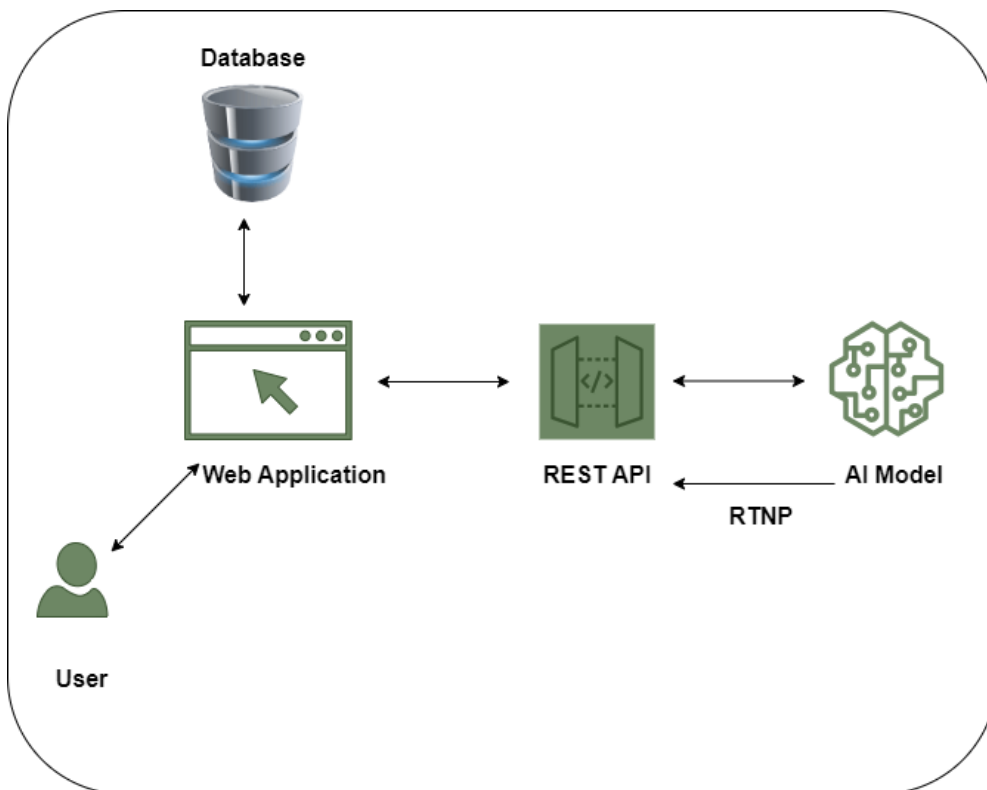 Database
Web Application
REST API
AI Model
RTNP
User